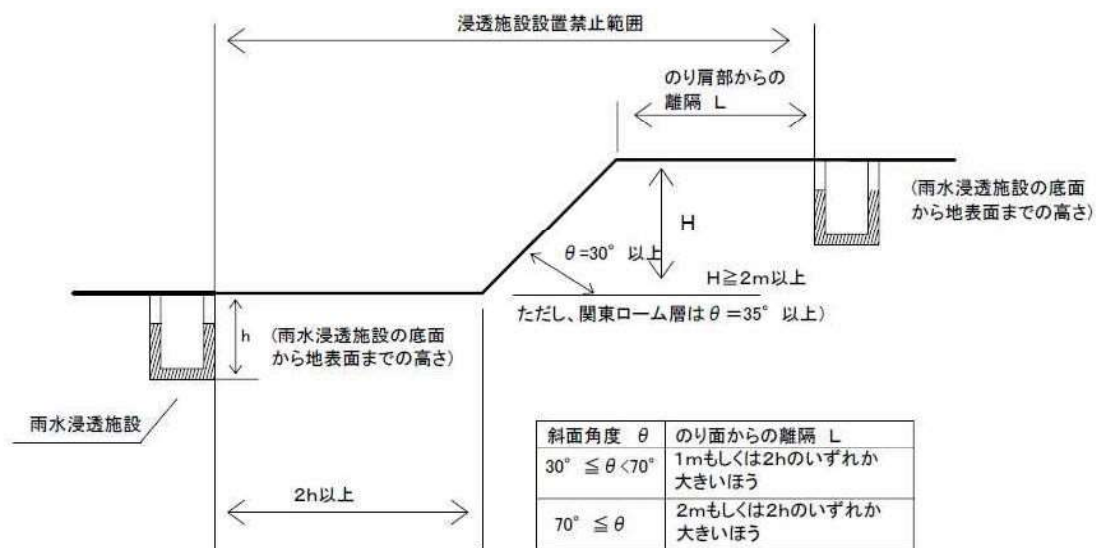 浸透施設設置禁止範囲
のり肩部からの
離隔 L
(雨水浸透施設の底面
から地表面までの高さ)
H
θ=30° 以上
H≧2m以上
ただし、関東ローム層はθ=35° 以上)
h
(雨水浸透施設の底面
から地表面までの高さ)
雨水浸透施設
2h以上
斜面角度 θ のり面からの離隔 L
30° ≦θ<70° 1mもしくは2hのいずれか
大きいほう
70° ≦θ 2mもしくは2hのいずれか
大きいほう